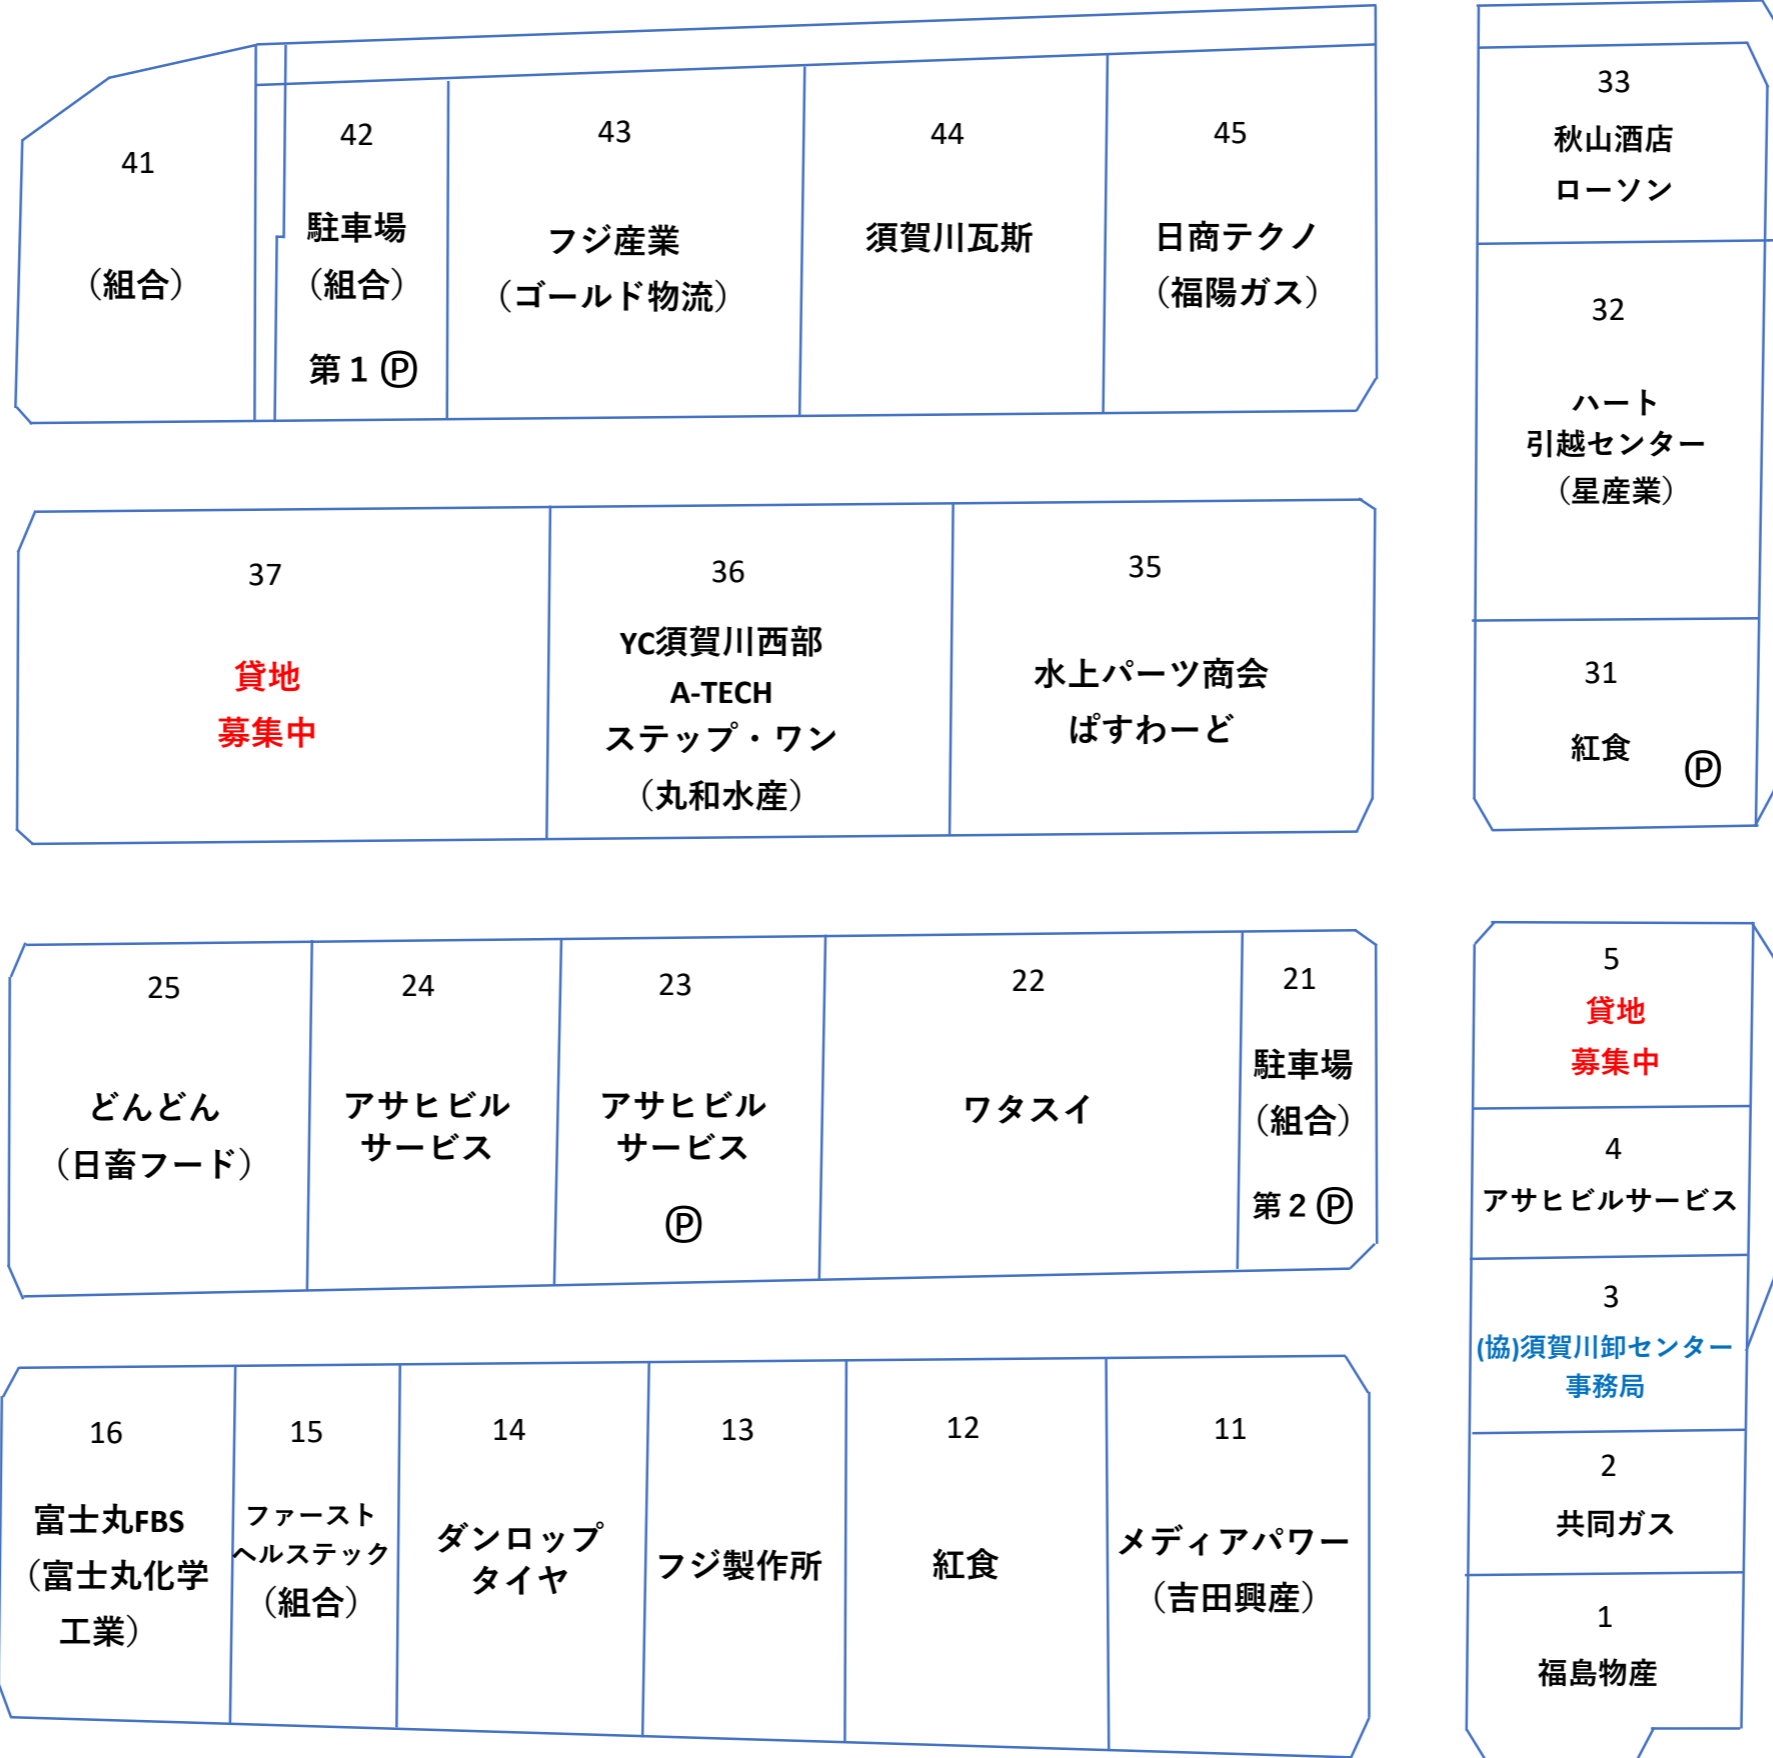 41
(組合)
42
駐車場
(組合)
第1 Ⓟ
43
フジ産業
(ゴールド物流)
44
須賀川瓦斯
45
日商テクノ
(福陽ガス)
33
秋山酒店
ローソン
32
ハート
引越センター
(星産業)
31
紅食 Ⓟ
37
貸地
募集中
36
YC須賀川西部
A-TECH
ステップ・ワン
(丸和水産)
35
水上パーツ商会
ぱすわーど
25
どんどん
(日畜フード)
24
アサヒビル
サービス
23
アサヒビル
サービス
Ⓟ
22
ワタスイ
21
駐車場
(組合)
第2 Ⓟ
5
貸地
募集中
4
アサヒビルサービス
3
(協)須賀川卸センター
事務局
2
共同ガス
1
福島物産
16
富士丸FBS
(富士丸化学
工業)
15
ファースト
ヘルステック
(組合)
14
ダンロップ
タイヤ
13
フジ製作所
12
紅食
11
メディアパワー
(吉田興産)